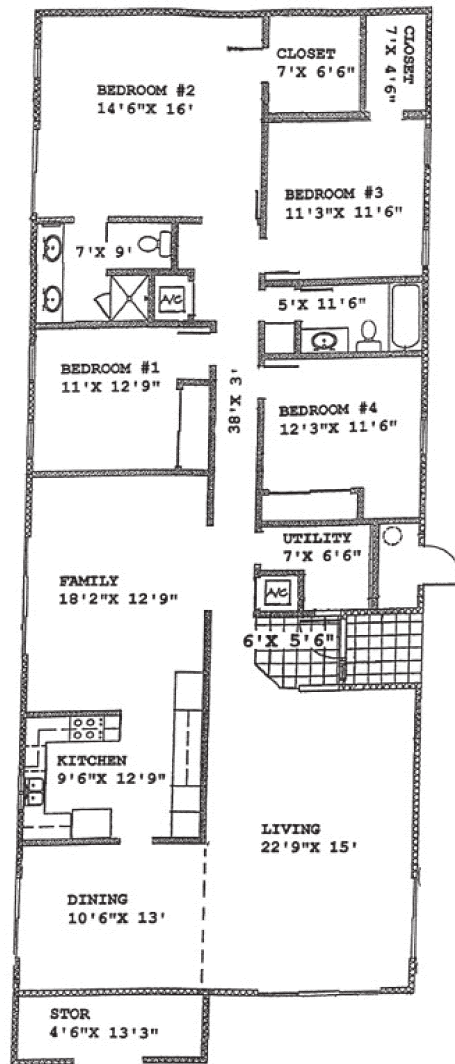 CLOSET
7'X 6'6"
CLOSET
7'X 4'6"
BEDROOM #2
14'6"X 16'
BEDROOM #3
11'3"X 11'6"
7'X 9'
A/C
5'X 11'6"
BEDROOM #1
11'X 12'9"
38'X 3'
BEDROOM #4
12'3"X 11'6"
UTILITY
7'X 6'6"
FAMILY
18'2"X 12'9"
A/C
6'X 5'6"
KITCHEN
9'6"X 12'9"
LIVING
22'9"X 15'
DINING
10'6"X 13'
STOR
4'6"X 13'3"